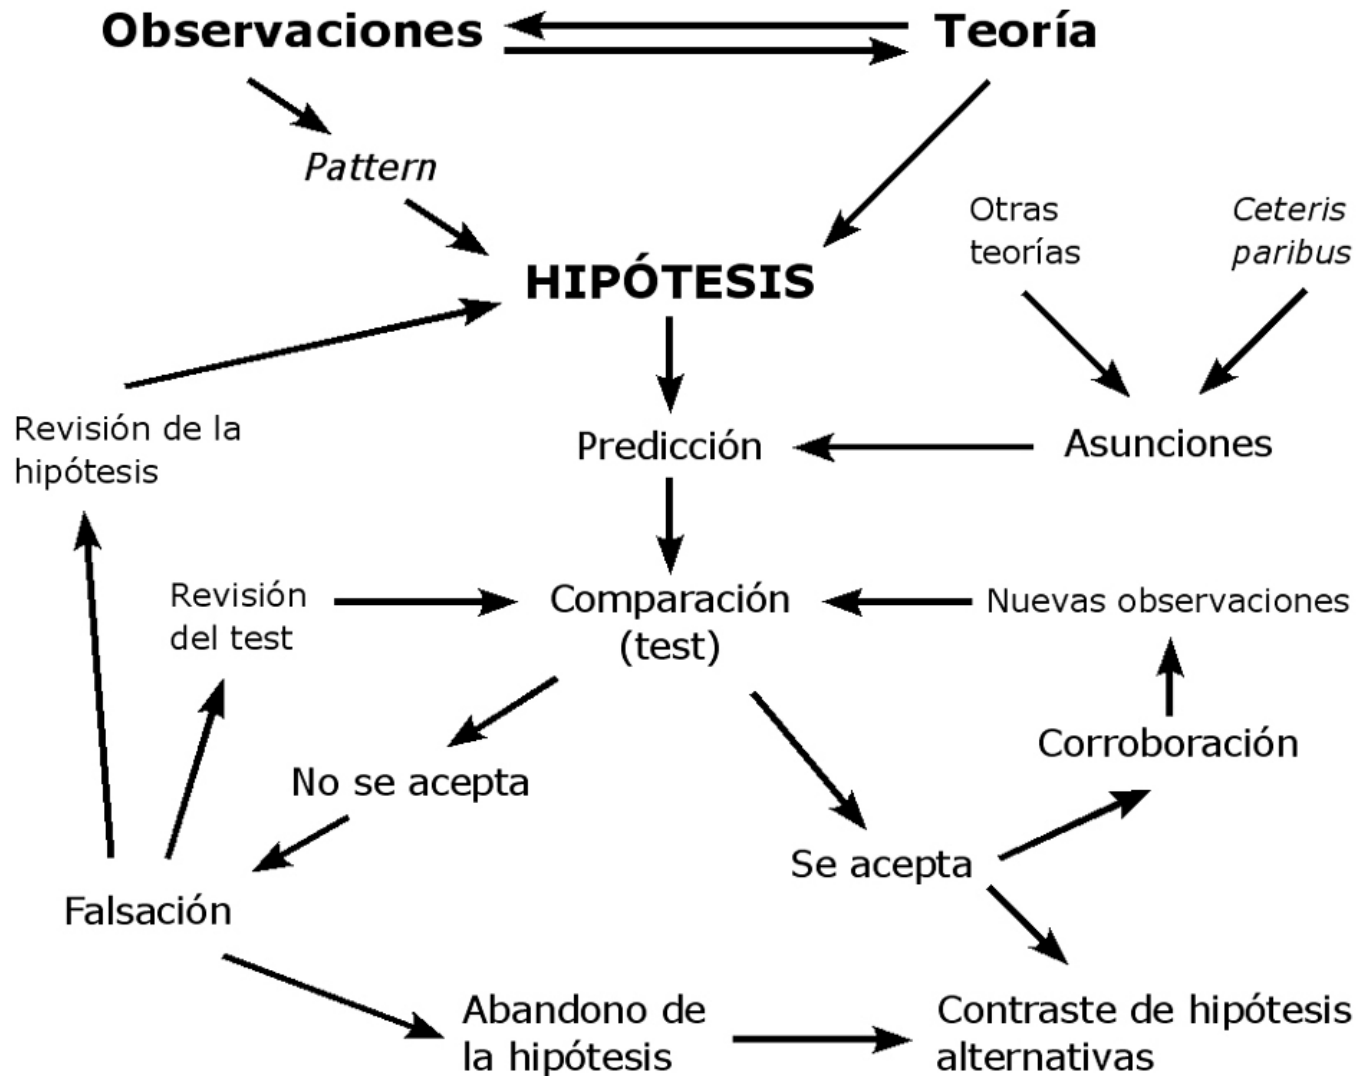 Observaciones
Teoría
Pattern
Otras
teorías
Ceteris
paribus
HIPÓTESIS
Revisión de la
hipótesis
Predicción
Asunciones
Revisión
del test
Comparación
(test)
Nuevas observaciones
Corroboración
No se acepta
Se acepta
Falsación
Abandono de
la hipótesis
Contraste de hipótesis
alternativas